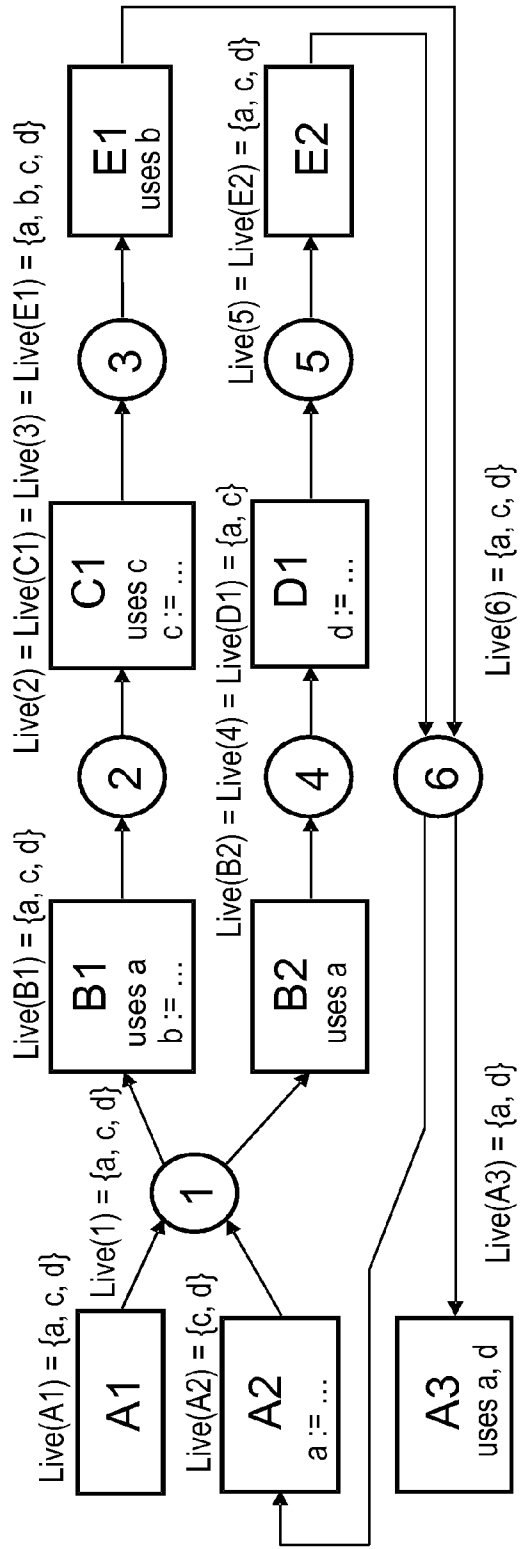 Live(A1) = {a, c, d}
A1
Live(A2) = {c, d}
A2
a := ...
A3
uses a, d
Live(A3) = {a, d}
Live(1) = {a, c, d}
1
Live(B1) = {a, c, d}
B1
uses a
b := ...
B2
uses a
Live(2) = Live(C1) = Live(3) = Live(E1) = {a, b, c, d}
2
Live(B2) = Live(4) = Live(D1) = {a, c}
4
6
Live(6) = {a, c, d}
C1
uses c
c := ...
D1
d := ...
3
Live(5) = Live(E2) = {a, c, d}
5
E1
uses b
E2